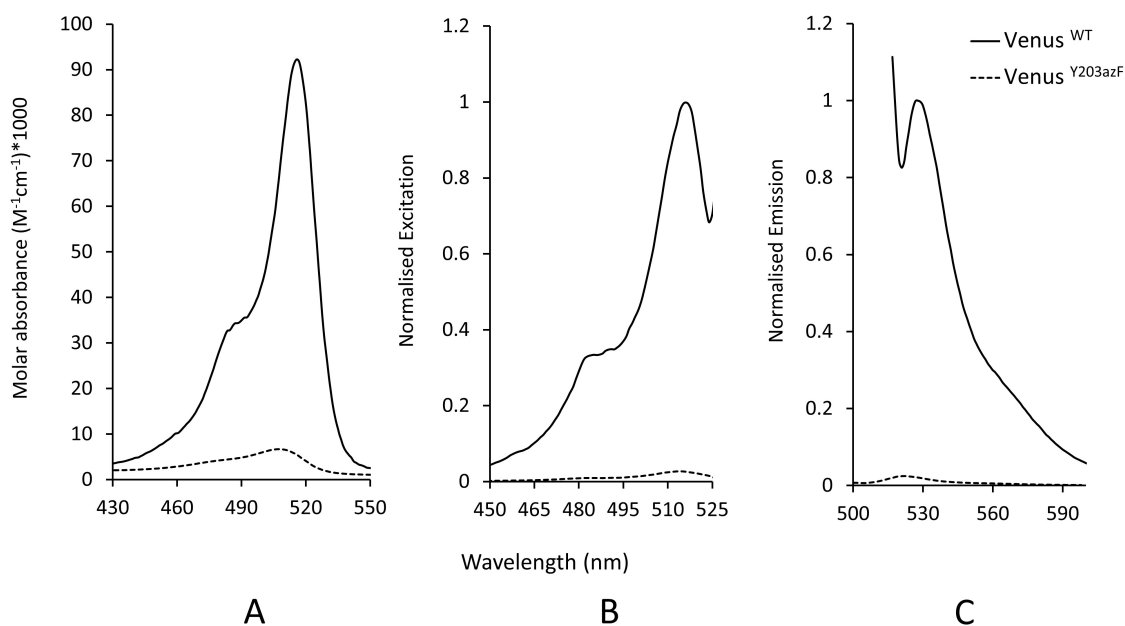 Molar absorbance (M⁻¹cm⁻¹)*1000
100
90
80
70
60
50
40
30
20
10
0
430 460 490 520 550
Normalised Excitation
1.2
1
0.8
0.6
0.4
0.2
0
450 465 480 495 510 525
Normalised Emission
1.2
1
0.8
0.6
0.4
0.2
0
500 530 560 590
Venus WT
Venus Y203azF
Wavelength (nm)
A B C